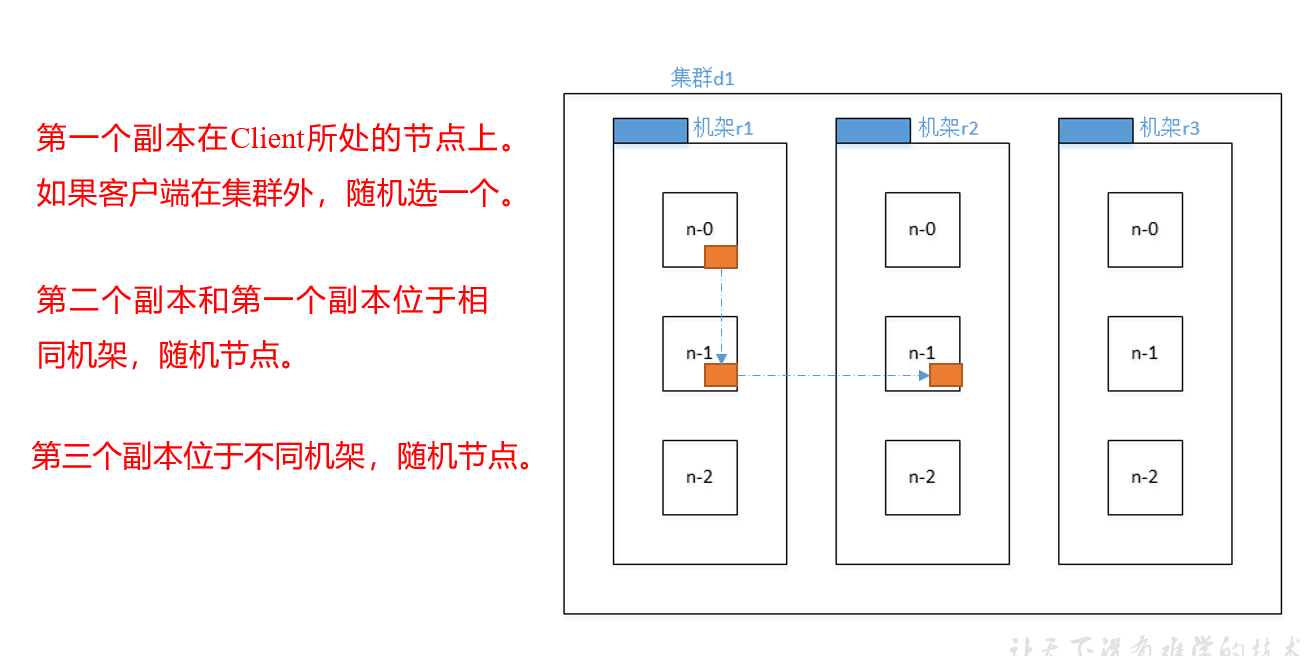 集群d1
第一个副本在Client所处的节点上。
如果客户端在集群外，随机选一个。
第二个副本和第一个副本位于相
同机架，随机节点。
第三个副本位于不同机架，随机节点。
机架r1
n-0
n-1
n-2
机架r2
n-0
n-1
n-2
机架r3
n-0
n-1
n-2
让天下没有难学的技术